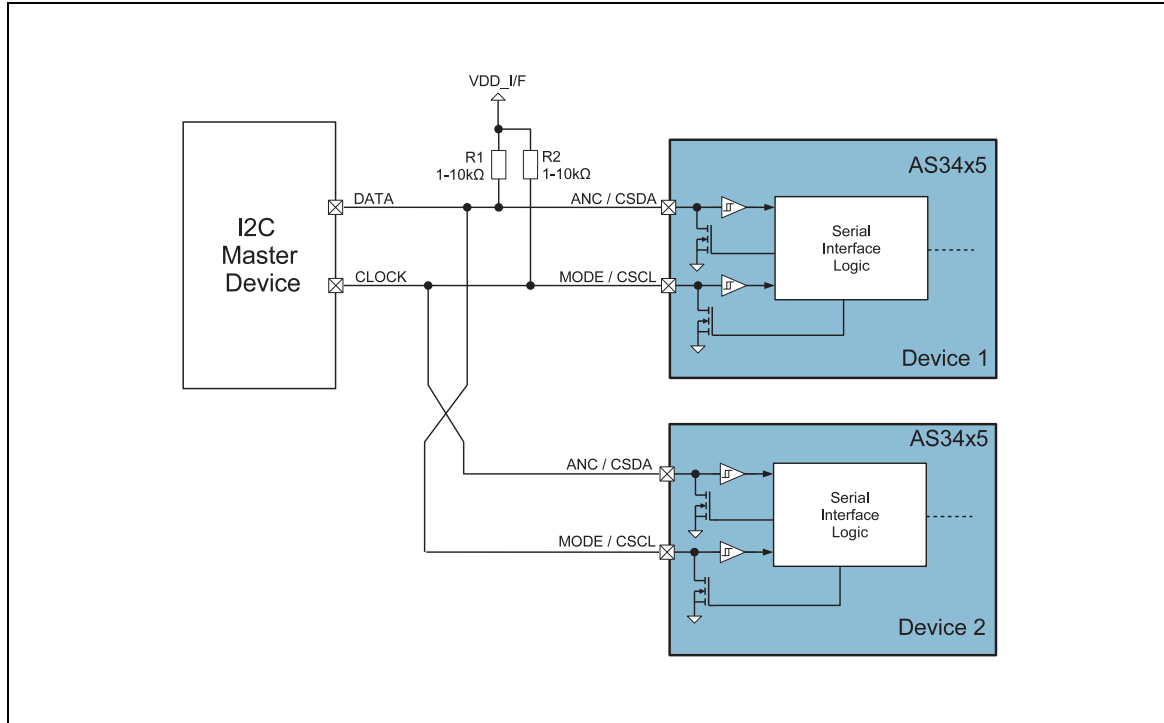 VDD_I/F
R1
1-10kΩ
R2
1-10kΩ
I2C
Master
Device
DATA
CLOCK
ANC / CSDA
MODE / CSCL
AS34x5
Serial
Interface
Logic
Device 1
ANC / CSDA
MODE / CSCL
AS34x5
Serial
Interface
Logic
Device 2